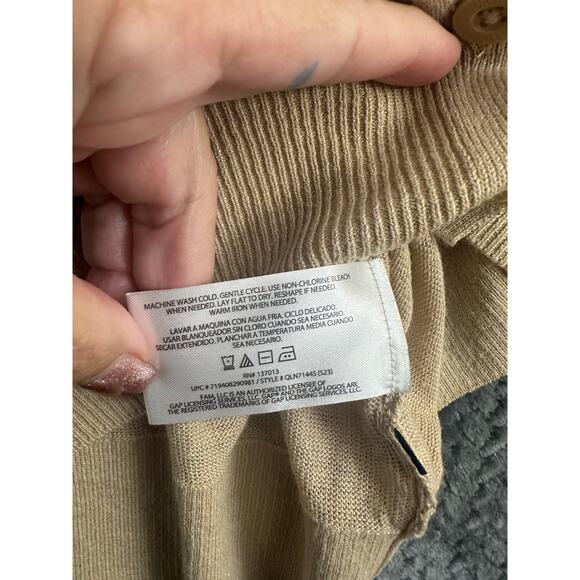 MACHINE WASH COLD. GENTLE CYCLE. USE NON-CHLORINE BLEACH
WHEN NEEDED. LAY FLAT TO DRY. RESHAPE IF NEEDED.
WARM IRON WHEN NEEDED.
LAVAR A MAQUINA CON AGUA FRIA. CICLO DELICADO.
USAR BLANQUEADOR SIN CLORO CUANDO SEA NECESARIO.
SECAR EXTENDIDO. PLANCHAR A TEMPERATURA MEDIA CUANDO
SEA NECESARIO.
RN# 137013
UPC # 719408290981 / STYLE # QLN71445 (S23)
FAM, LLC IS AN AUTHORIZED LICENSEE OF
GAP LICENSING SERVICES, LLC. GAP® AND THE GAP LOGOS ARE
THE REGISTERED TRADEMARKS OF GAP LICENSING SERVICES, LLC.